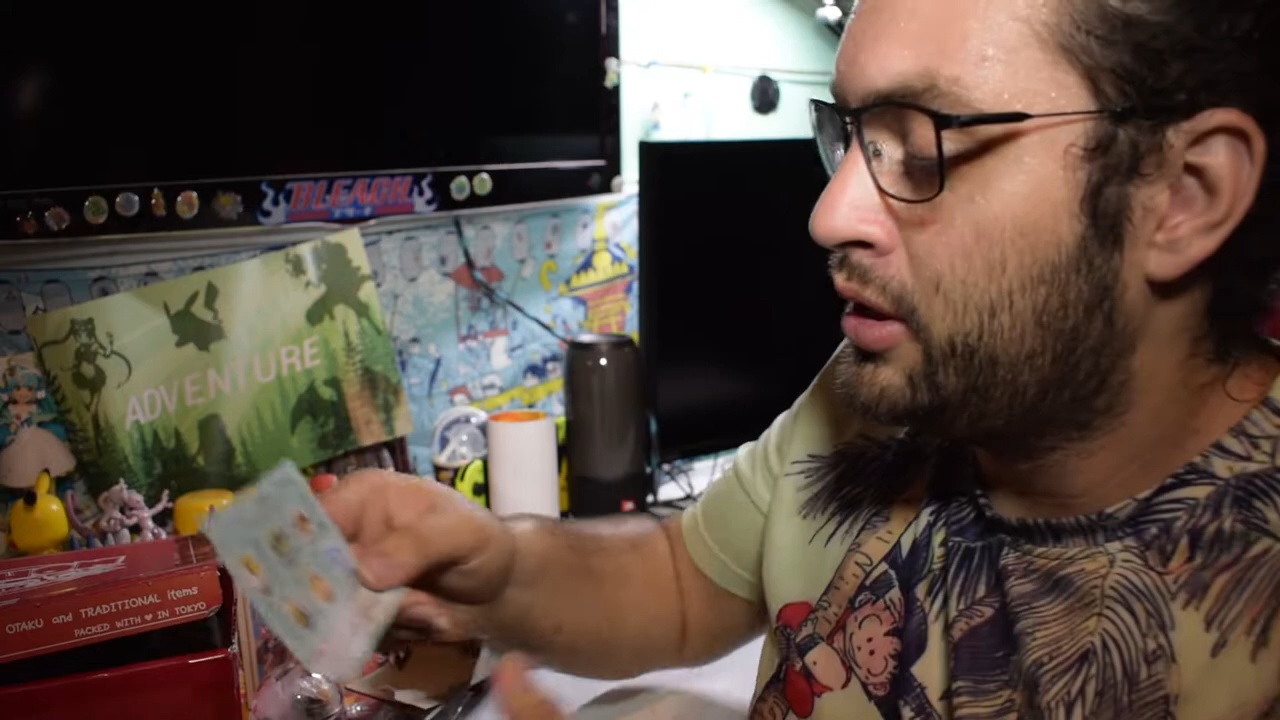 BLEACH
ADVENTURE
OTAKU and TRADITIONAL items
PACKED WITH ♥ IN TOKYO